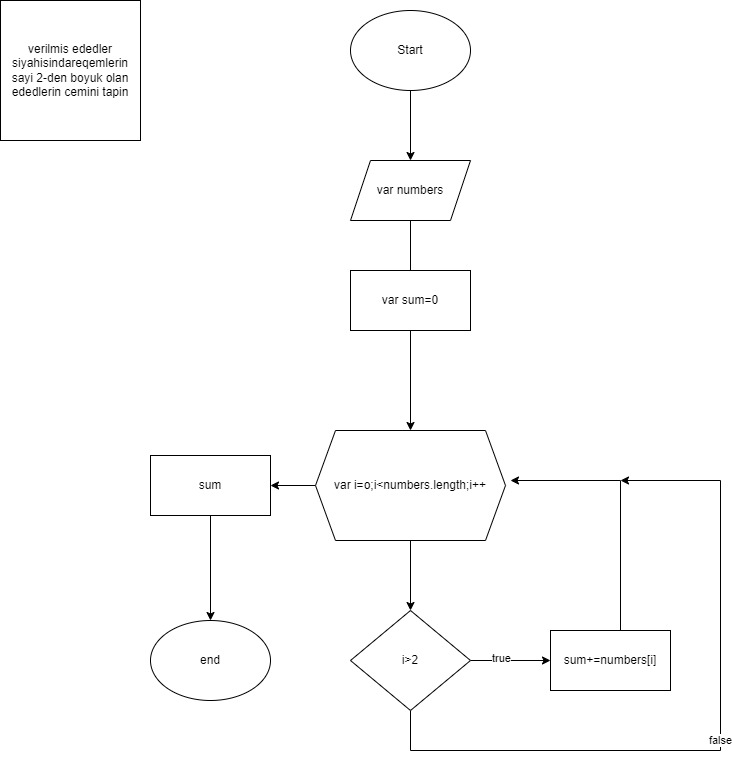 verilmis ededler
siyahisindareqemlerin
sayi 2-den boyuk olan
ededlerin cemini tapin
Start
var numbers
var sum=0
var i=o;i<numbers.length;i++
sum
i>2
true
sum+=numbers[i]
end
false